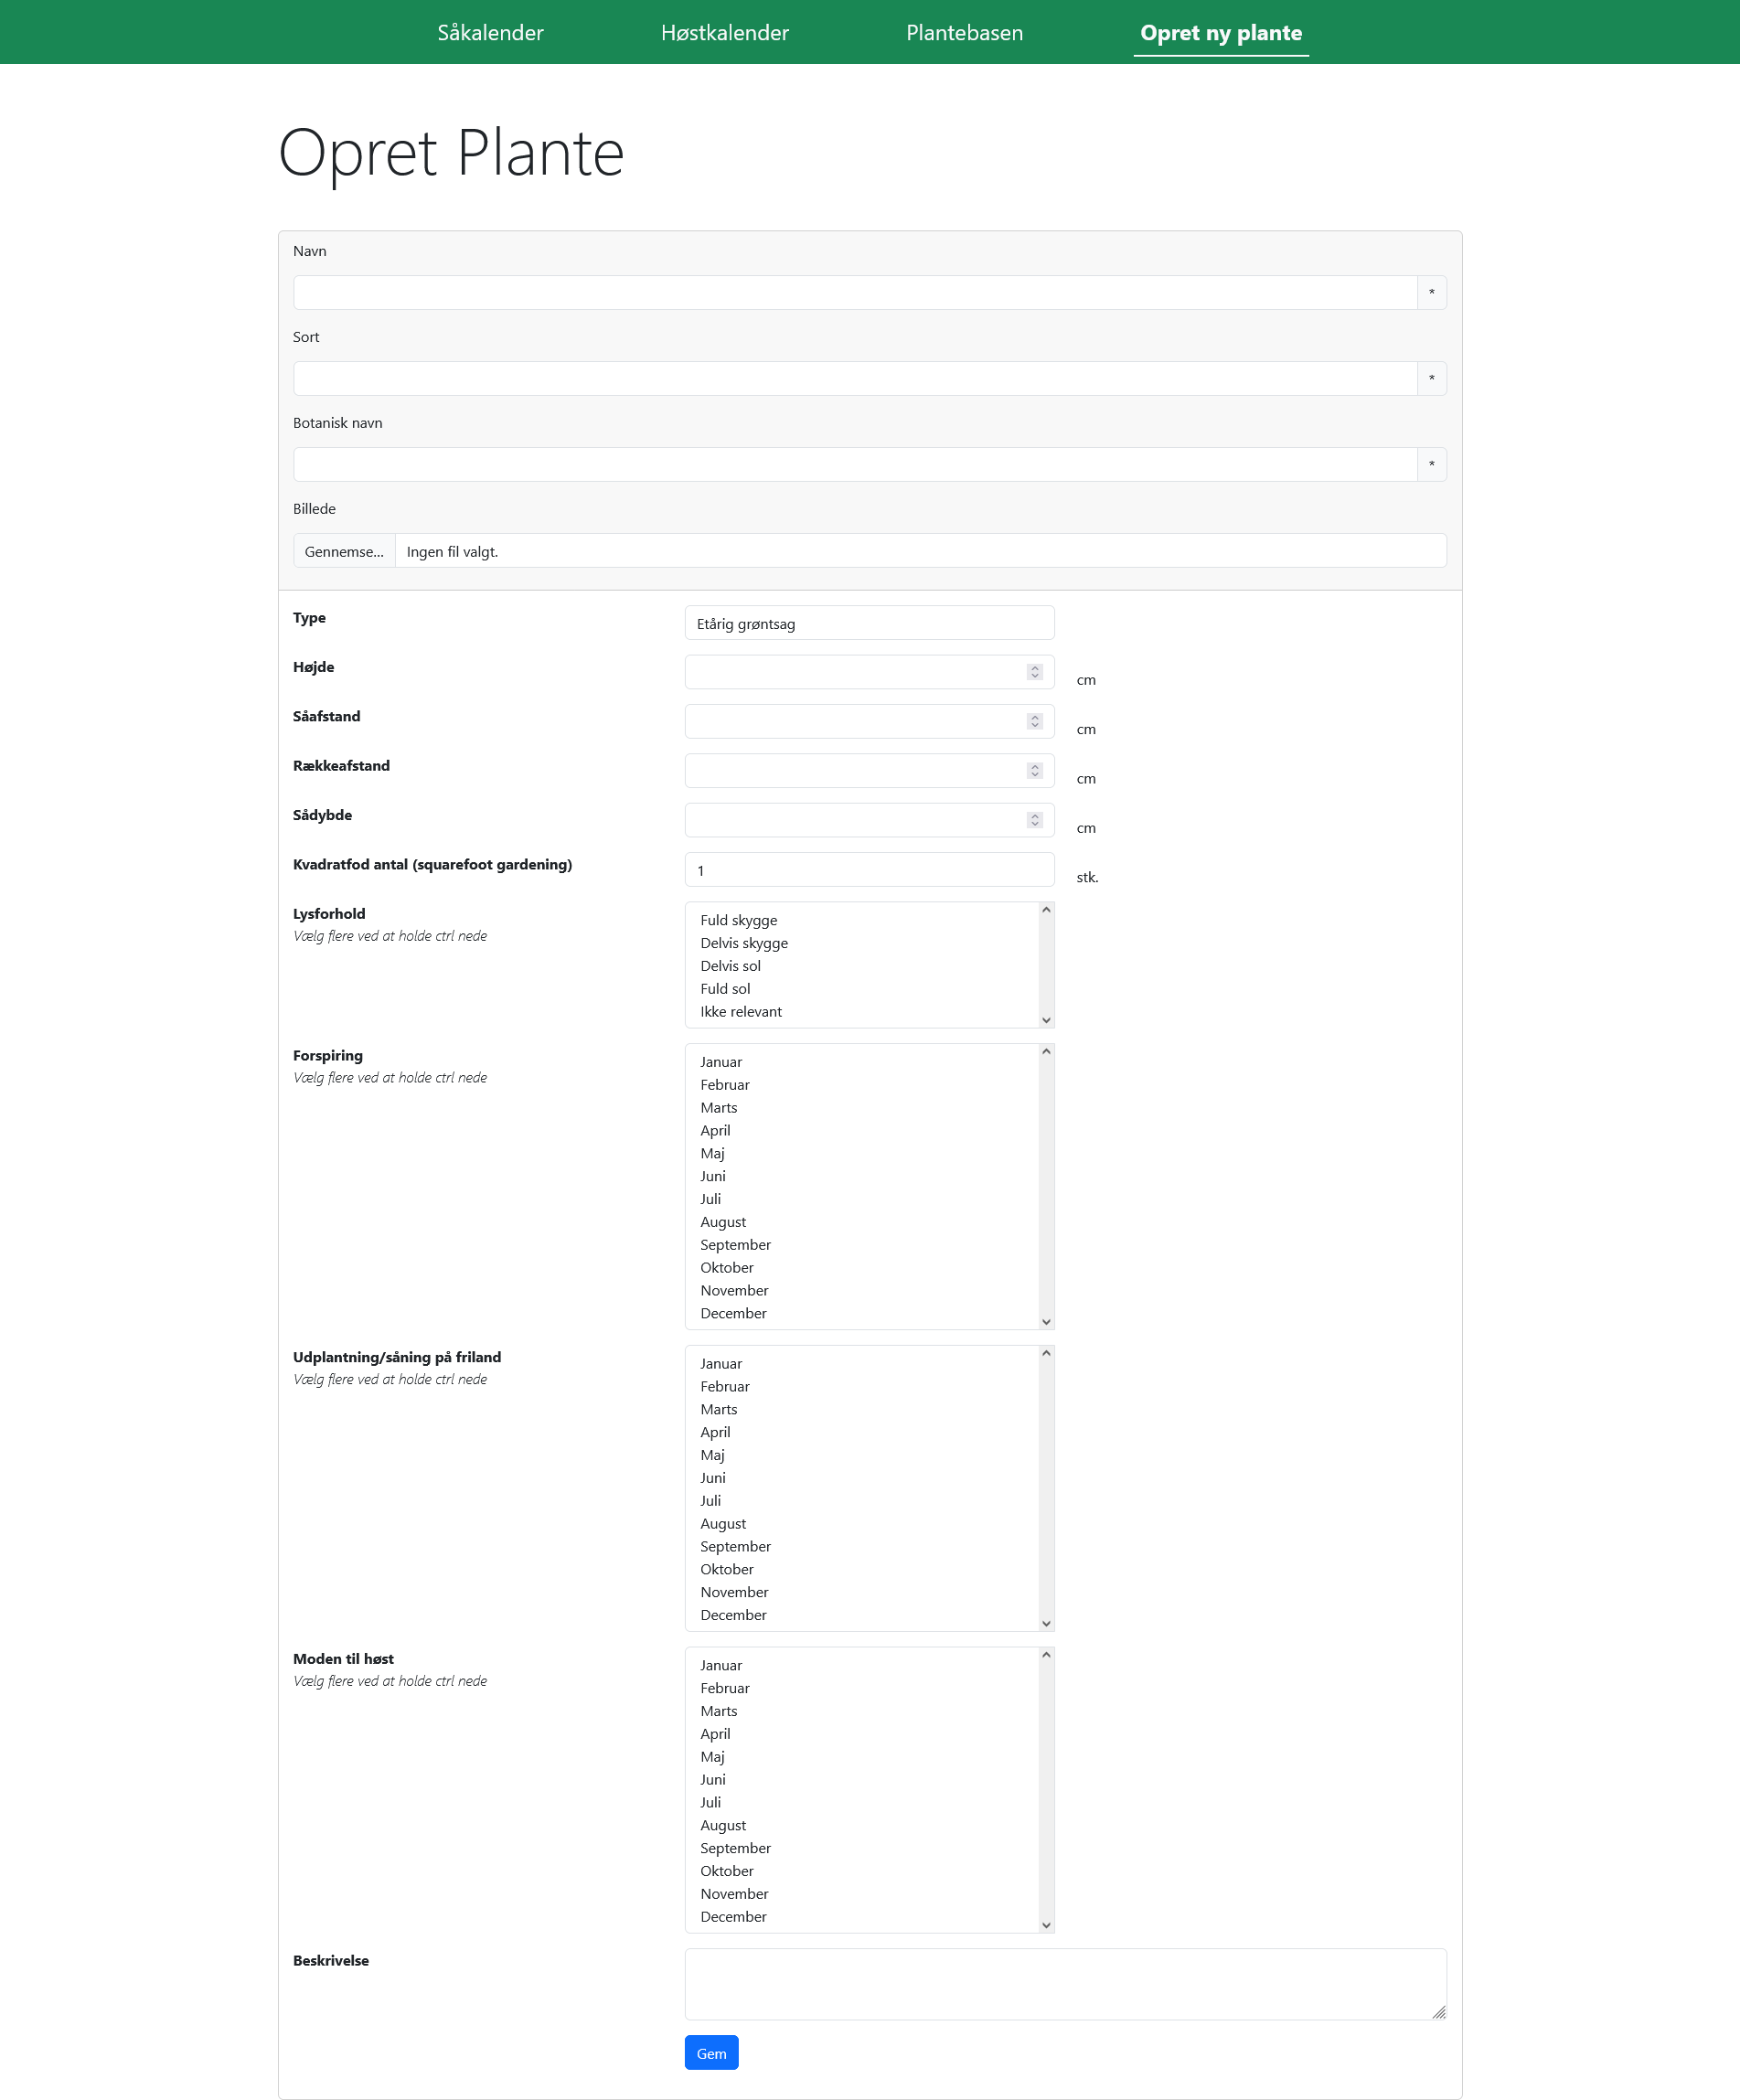 Såkalender Høstkalender Plantebasen Opret ny plante
Opret Plante
Navn
*
Sort
*
Botanisk navn
*
Billede
Gennemse... Ingen fil valgt.
Type Etårig grøntsag
Højde cm
Såafstand cm
Rækkeafstand cm
Sådybde cm
Kvadratfod antal (squarefoot gardening) 1 stk.
Lysforhold
Vælg flere ved at holde ctrl nede
Fuld skygge
Delvis skygge
Delvis sol
Fuld sol
Ikke relevant
Forspiring
Vælg flere ved at holde ctrl nede
Januar
Februar
Marts
April
Maj
Juni
Juli
August
September
Oktober
November
December
Udplantning/såning på friland
Vælg flere ved at holde ctrl nede
Januar
Februar
Marts
April
Maj
Juni
Juli
August
September
Oktober
November
December
Moden til høst
Vælg flere ved at holde ctrl nede
Januar
Februar
Marts
April
Maj
Juni
Juli
August
September
Oktober
November
December
Beskrivelse
Gem